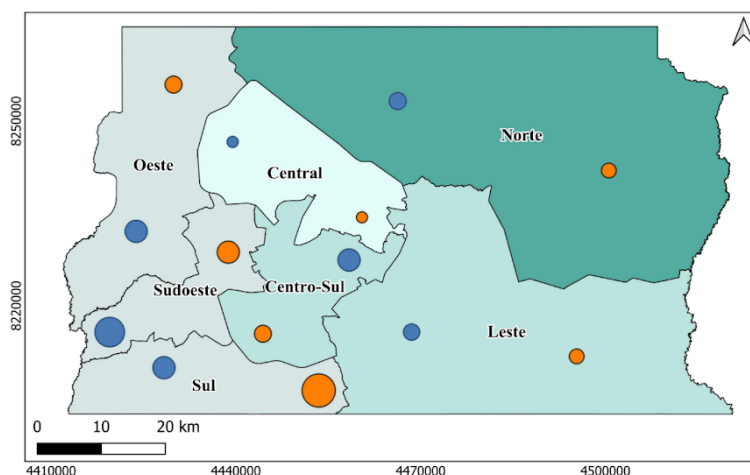 8250000
8220000
Oeste
Norte
Central
Sudoeste
Centro-Sul
Leste
Sul
0 10 20 km
4410000 4440000 4470000 4500000